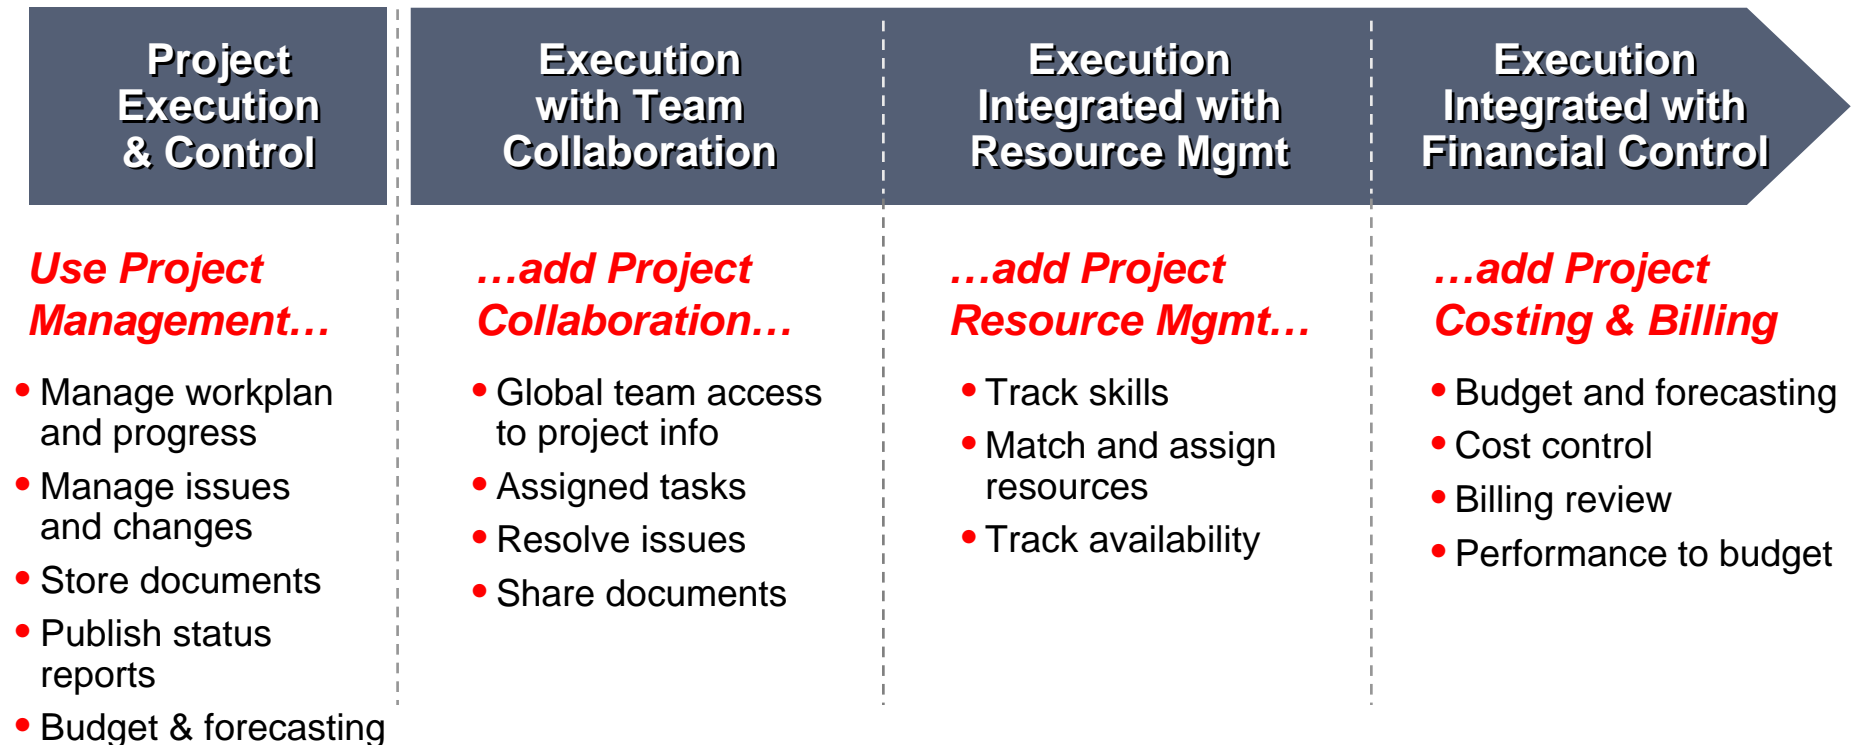 Project
Execution
& Control
Execution
with Team
Collaboration
Execution
Integrated with
Resource Mgmt
Execution
Integrated with
Financial Control
Use Project
Management…
• Manage workplan
and progress
• Manage issues
and changes
• Store documents
• Publish status
reports
• Budget & forecasting
…add Project
Collaboration…
• Global team access
to project info
• Assigned tasks
• Resolve issues
• Share documents
…add Project
Resource Mgmt…
• Track skills
• Match and assign
resources
• Track availability
…add Project
Costing & Billing
• Budget and forecasting
• Cost control
• Billing review
• Performance to budget